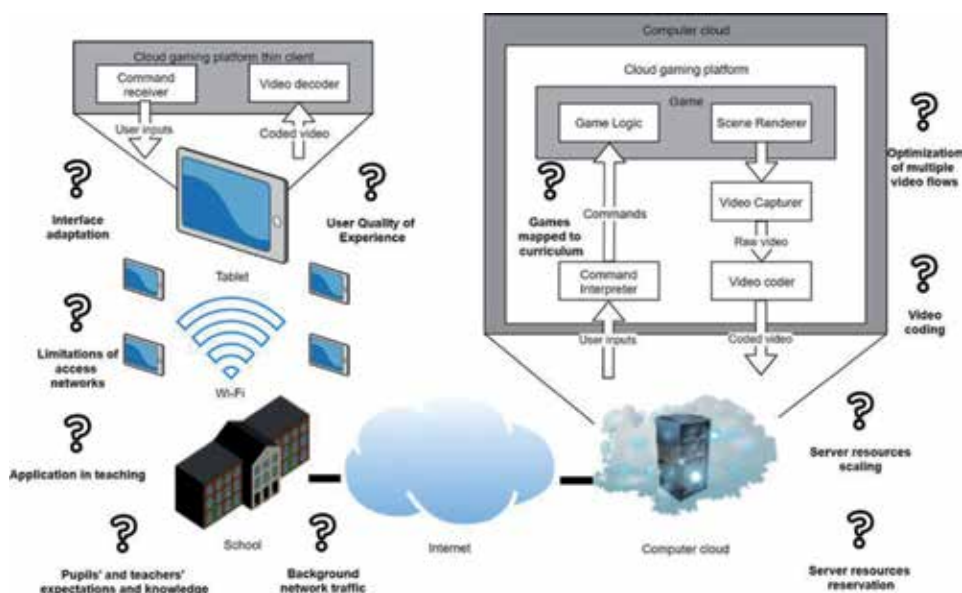 Cloud gaming platform thin client
Command
receiver
Video decoder
User inputs
Coded video
?
Interface
adaptation
?
User Quality of
Experience
Tablet
?
Limitations of
access
networks
Wi-Fi
?
Application in teaching
School
?
Pupils' and teachers'
expectations and knowledge
?
Background
network traffic
Internet
Computer cloud
Cloud gaming platform
Game
Game Logic
Scene Renderer
?
Optimization
of multiple
video flows
?
Games
mapped to
curriculum
Commands
Video Capturer
Raw video
Command
Interpreter
Video coder
?
Video
coding
User inputs
Coded video
?
Server resources
scaling
Computer cloud
?
Server resources
reservation